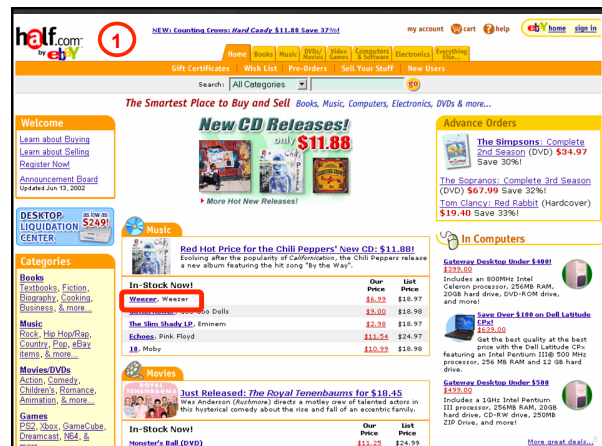 half.com
by ebY
1
NEW: Counting Crows: Hard Candy $11.88 Save 37%!
my account
cart
help
ebY home sign in
Home Books Music DVDs/Movies Video Games Computers & Software Electronics Everything Else...
Gift Certificates Wish List Pre-Orders Sell Your Stuff New Users
Search: All Categories go
The Smartest Place to Buy and Sell Books, Music, Computers, Electronics, DVDs & more...
Welcome
Learn about Buying
Learn about Selling
Register Now!
Announcement Board
Updated Jun 13, 2002
DESKTOP LIQUIDATION CENTER
as low as $249!
Categories
Books
Textbooks, Fiction,
Biography, Cooking,
Business, & more...
Music
Rock, Hip Hop/Rap,
Country, Pop, eBay
items, & more...
Movies/DVDs
Action, Comedy,
Children's, Romance,
Animation, & more...
Games
PS2, Xbox, GameCube,
Dreamcast, N64, &
New CD Releases!
only $11.88
More Hot New Releases!
Music
Red Hot Price for the Chili Peppers' New CD: $11.88!
Evolving after the popularity of Californication, the Chili Peppers release
a new album featuring the hit song "By the Way".
In-Stock Now! Our Price List Price
Weezer, Weezer $6.99 $18.97
Goo Dolls $9.00 $18.98
The Slim Shady LP, Eminem $2.98 $18.97
Echoes, Pink Floyd $11.54 $24.97
18, Moby $10.99 $18.98
Movies
ROYAL TENENBAUMS
Just Released: The Royal Tenenbaums for $18.45
Wes Anderson (Rushmore) directs a motley crew of talented actors in
this hysterical comedy about the rise and fall of an eccentric family.
In-Stock Now! Our Price List Price
Monster's Ball (DVD) $11.25 $24.99
Advance Orders
The Simpsons: Complete
2nd Season (DVD) $34.97
Save 30%!
The Sopranos: Complete 3rd Season
(DVD) $67.99 Save 32%!
Tom Clancy: Red Rabbit (Hardcover)
$19.40 Save 33%!
In Computers
Gateway Desktop Under $400!
$399.00
Includes an 800MHz Intel
Celeron processor, 256MB RAM,
20GB hard drive, DVD-ROM drive,
and more!
Save Over $100 on Dell Latitude
CPx!
$639.00
Get the best quality at the best
price with the Dell Latitude CPx:
featuring an Intel Pentium III® 500 MHz
processor, 256 MB RAM and 12 GB hard
drive.
Gateway Desktop Under $500
$499.00
Includes a 1GHz Intel Pentium
III processor, 256MB RAM, 20GB
hard drive, CD-RW drive, 250MB
ZIP Drive, and more!
More great deals...